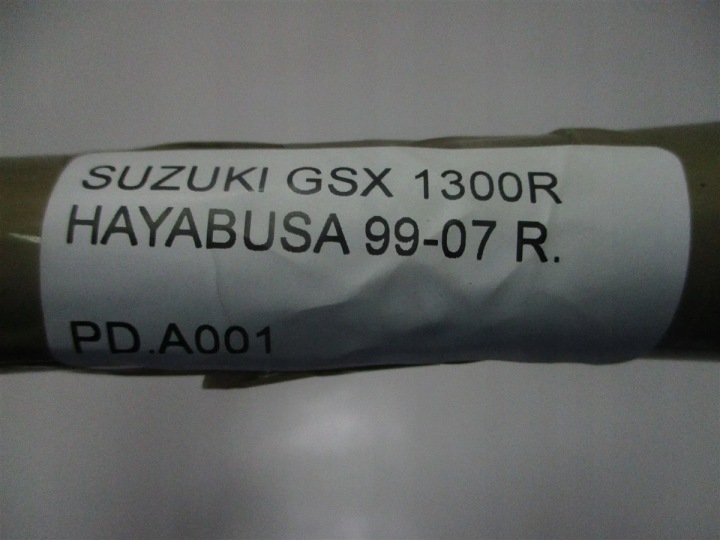 SUZUKI GSX 1300R
HAYABUSA 99-07 R.
PD.A001